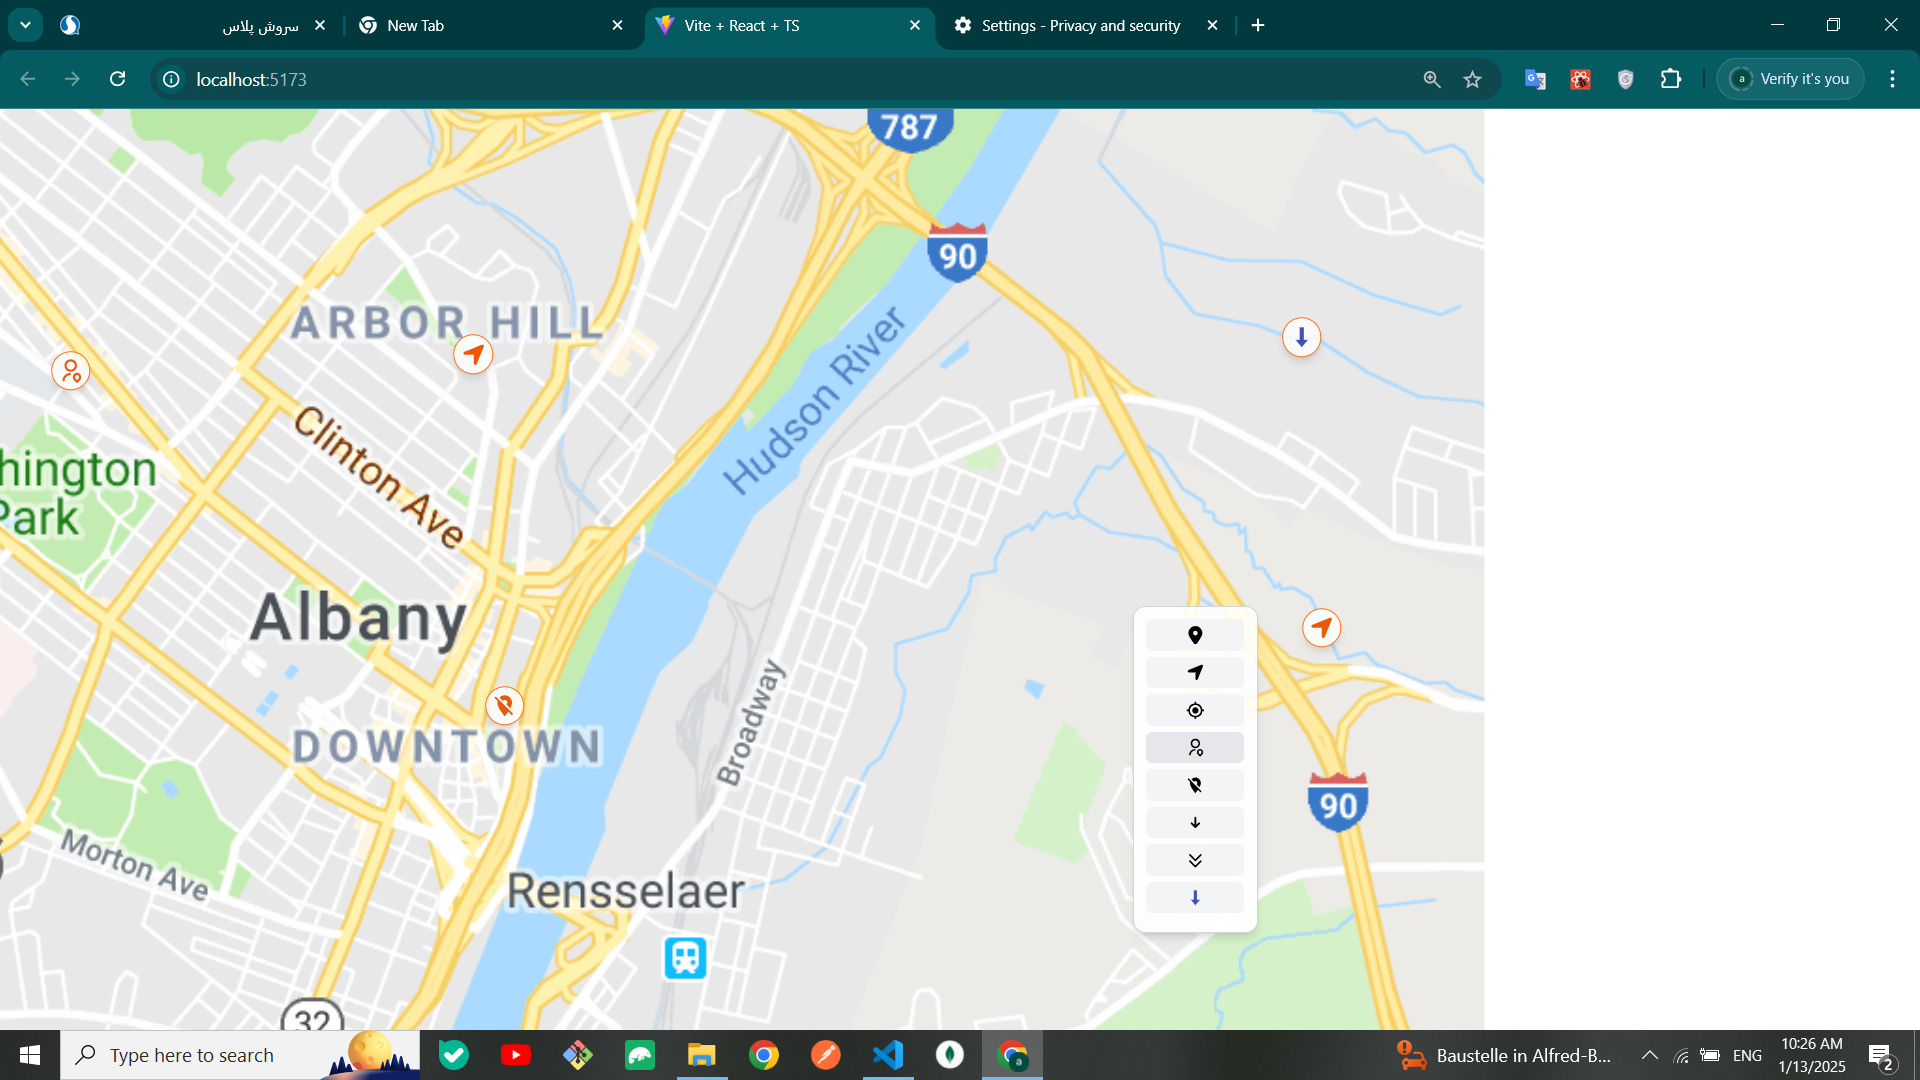 سروش پلاس
New Tab
Vite + React + TS
Settings - Privacy and security
localhost:5173
a
Verify it's you
787
90
ARBOR HILL
Hudson River
Clinton Ave
hington
Park
Albany
Broadway
DOWNTOWN
90
Morton Ave
Rensselaer
32
Type here to search
a
Baustelle in Alfred-B...
ENG
10:26 AM
1/13/2025
2